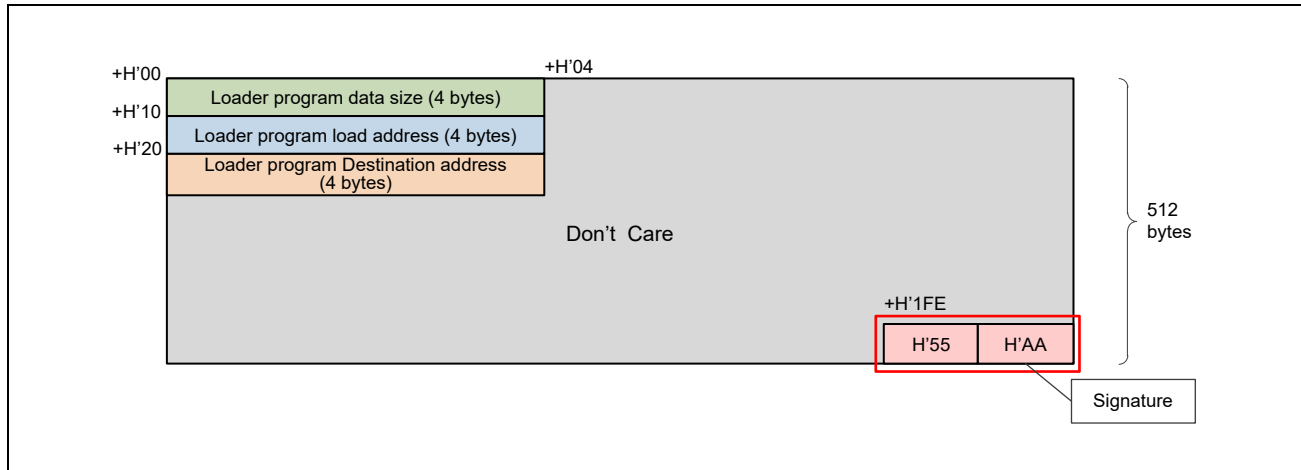 +H’00
+H’04
Loader program data size (4 bytes)
+H’10
Loader program load address (4 bytes)
+H’20
Loader program Destination address
(4 bytes)
512
bytes
Don’t Care
+H’1FE
H’55
H’AA
Signature